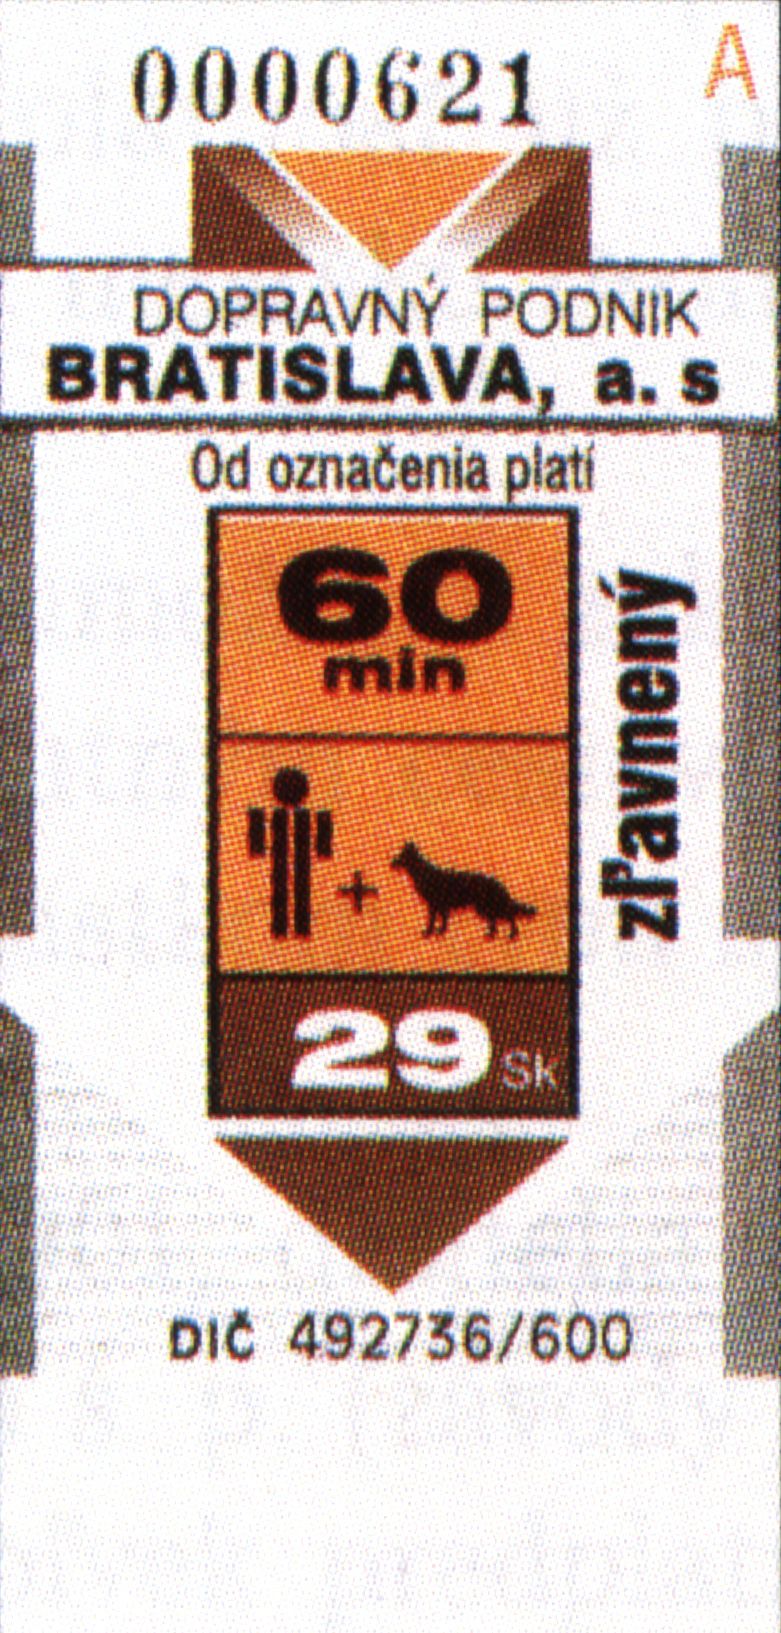 0000621
A
DOPRAVNÝ PODNIK
BRATISLAVA, a. s
Od označenia platí
60
min
zľavnený
+
29 Sk
DIČ 492736/600